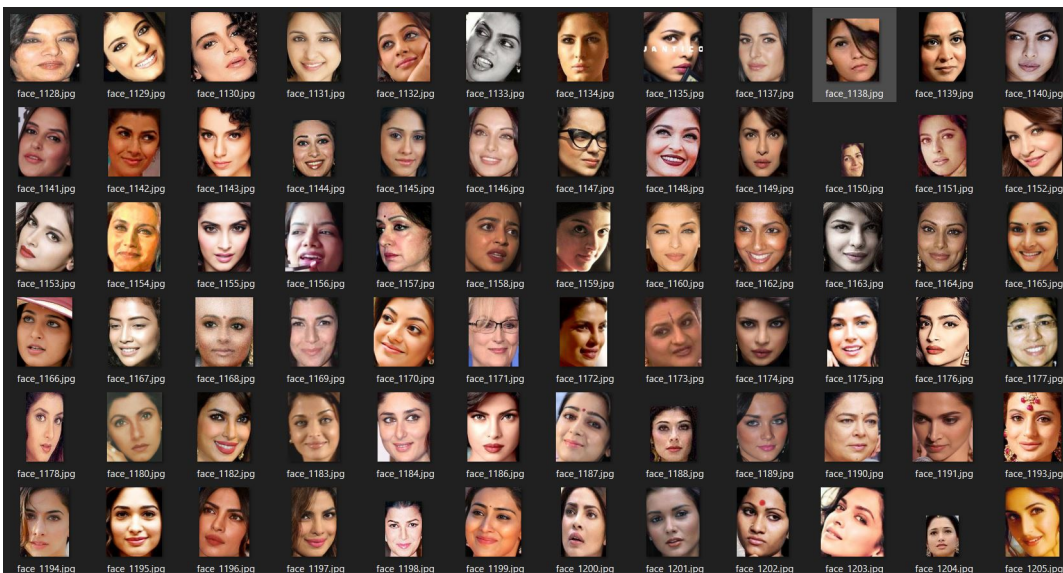 JANTICC
face_1128.jpg face_1129.jpg face_1130.jpg face_1131.jpg face_1132.jpg face_1133.jpg face_1134.jpg face_1135.jpg face_1137.jpg face_1138.jpg face_1139.jpg face_1140.jpg
face_1141.jpg face_1142.jpg face_1143.jpg face_1144.jpg face_1145.jpg face_1146.jpg face_1147.jpg face_1148.jpg face_1149.jpg face_1150.jpg face_1151.jpg face_1152.jpg
face_1153.jpg face_1154.jpg face_1155.jpg face_1156.jpg face_1157.jpg face_1158.jpg face_1159.jpg face_1160.jpg face_1162.jpg face_1163.jpg face_1164.jpg face_1165.jpg
face_1166.jpg face_1167.jpg face_1168.jpg face_1169.jpg face_1170.jpg face_1171.jpg face_1172.jpg face_1173.jpg face_1174.jpg face_1175.jpg face_1176.jpg face_1177.jpg
face_1178.jpg face_1180.jpg face_1182.jpg face_1183.jpg face_1184.jpg face_1186.jpg face_1187.jpg face_1188.jpg face_1189.jpg face_1190.jpg face_1191.jpg face_1193.jpg
face_1194.jpg face_1195.jpg face_1196.jpg face_1197.jpg face_1198.jpg face_1199.jpg face_1200.jpg face_1201.jpg face_1202.jpg face_1203.jpg face_1204.jpg face_1205.jpg